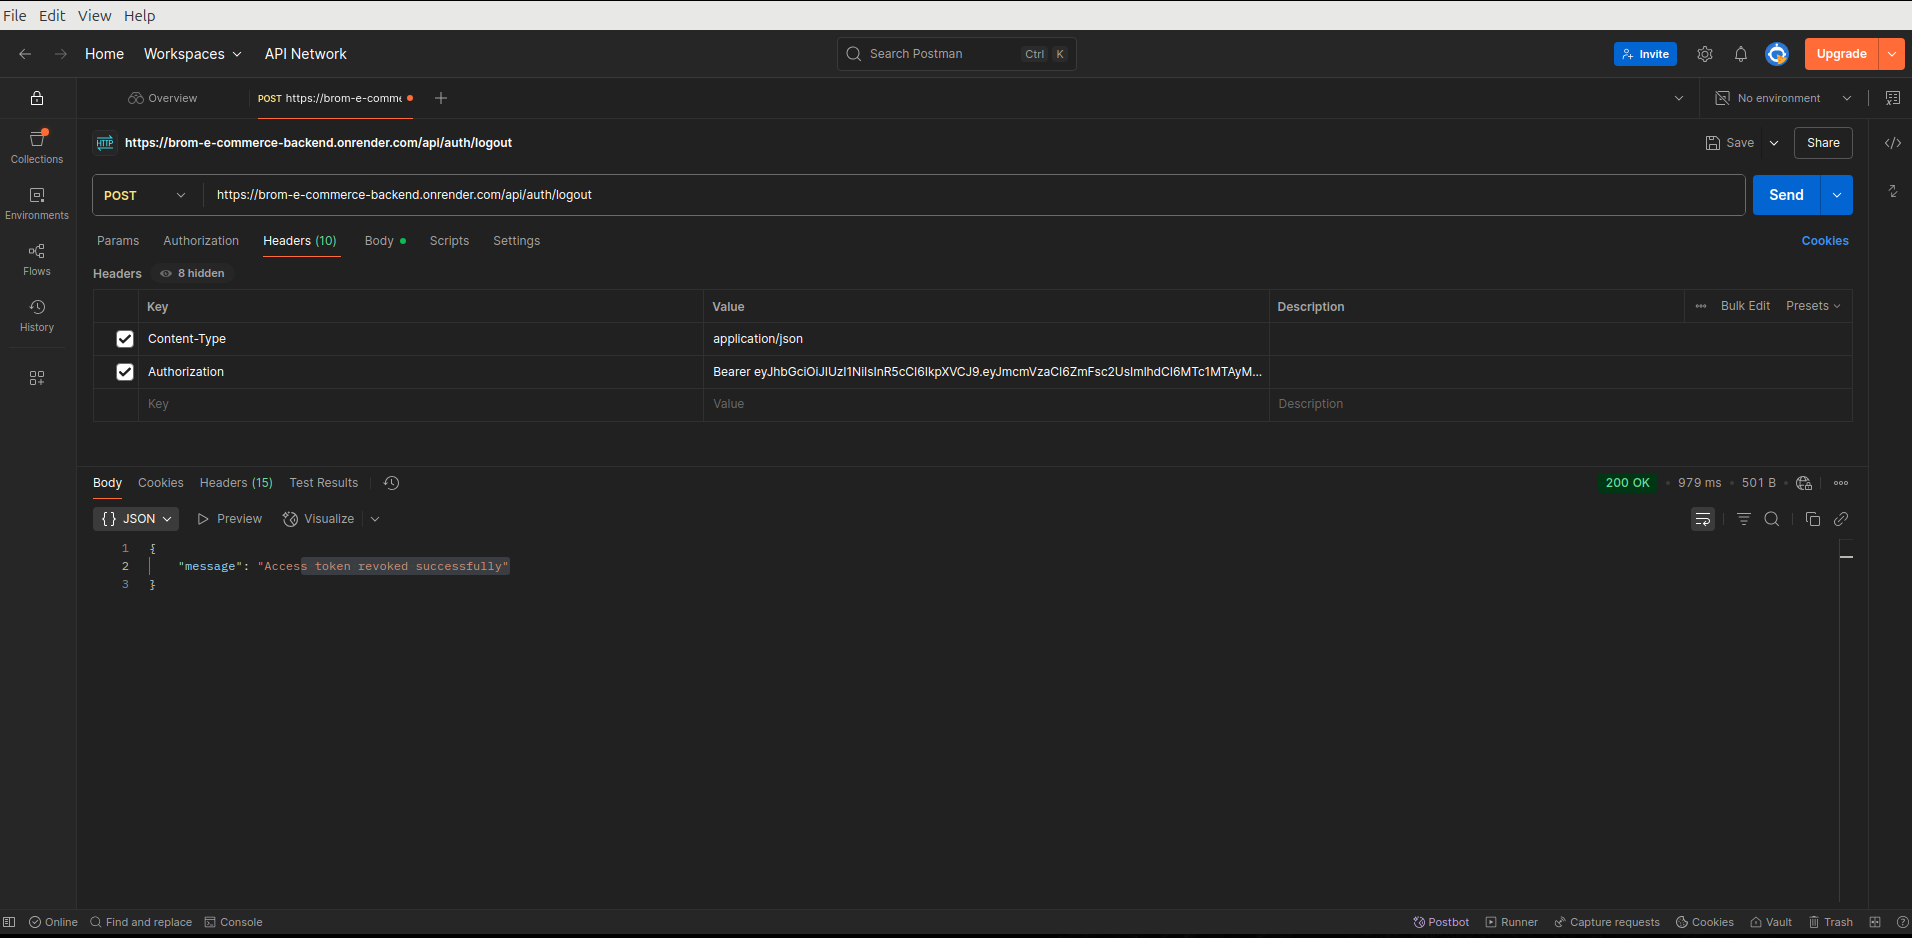 File Edit View Help
Home Workspaces API Network Search Postman Ctrl K Invite Upgrade
Overview POST https://brom-e-comme No environment
Collections
Environments
Flows
History
HTTP https://brom-e-commerce-backend.onrender.com/api/auth/logout Save Share
POST https://brom-e-commerce-backend.onrender.com/api/auth/logout Send
Params Authorization Headers (10) Body Scripts Settings Cookies
Headers 8 hidden
Key Value Description Bulk Edit Presets
Content-Type application/json
Authorization Bearer eyJhbGciOiJIUzI1NiIsInR5cCI6IkpXVCJ9.eyJmcmVzaCI6ZmFsc2UsImlhdCI6MTc1MTAyM...
Key Value Description
Body Cookies Headers (15) Test Results 200 OK • 979 ms • 501 B •
{} JSON Preview Visualize
1 {
2 "message": "Access token revoked successfully"
3 }
Online Find and replace Console Postbot Runner Capture requests Cookies Vault Trash